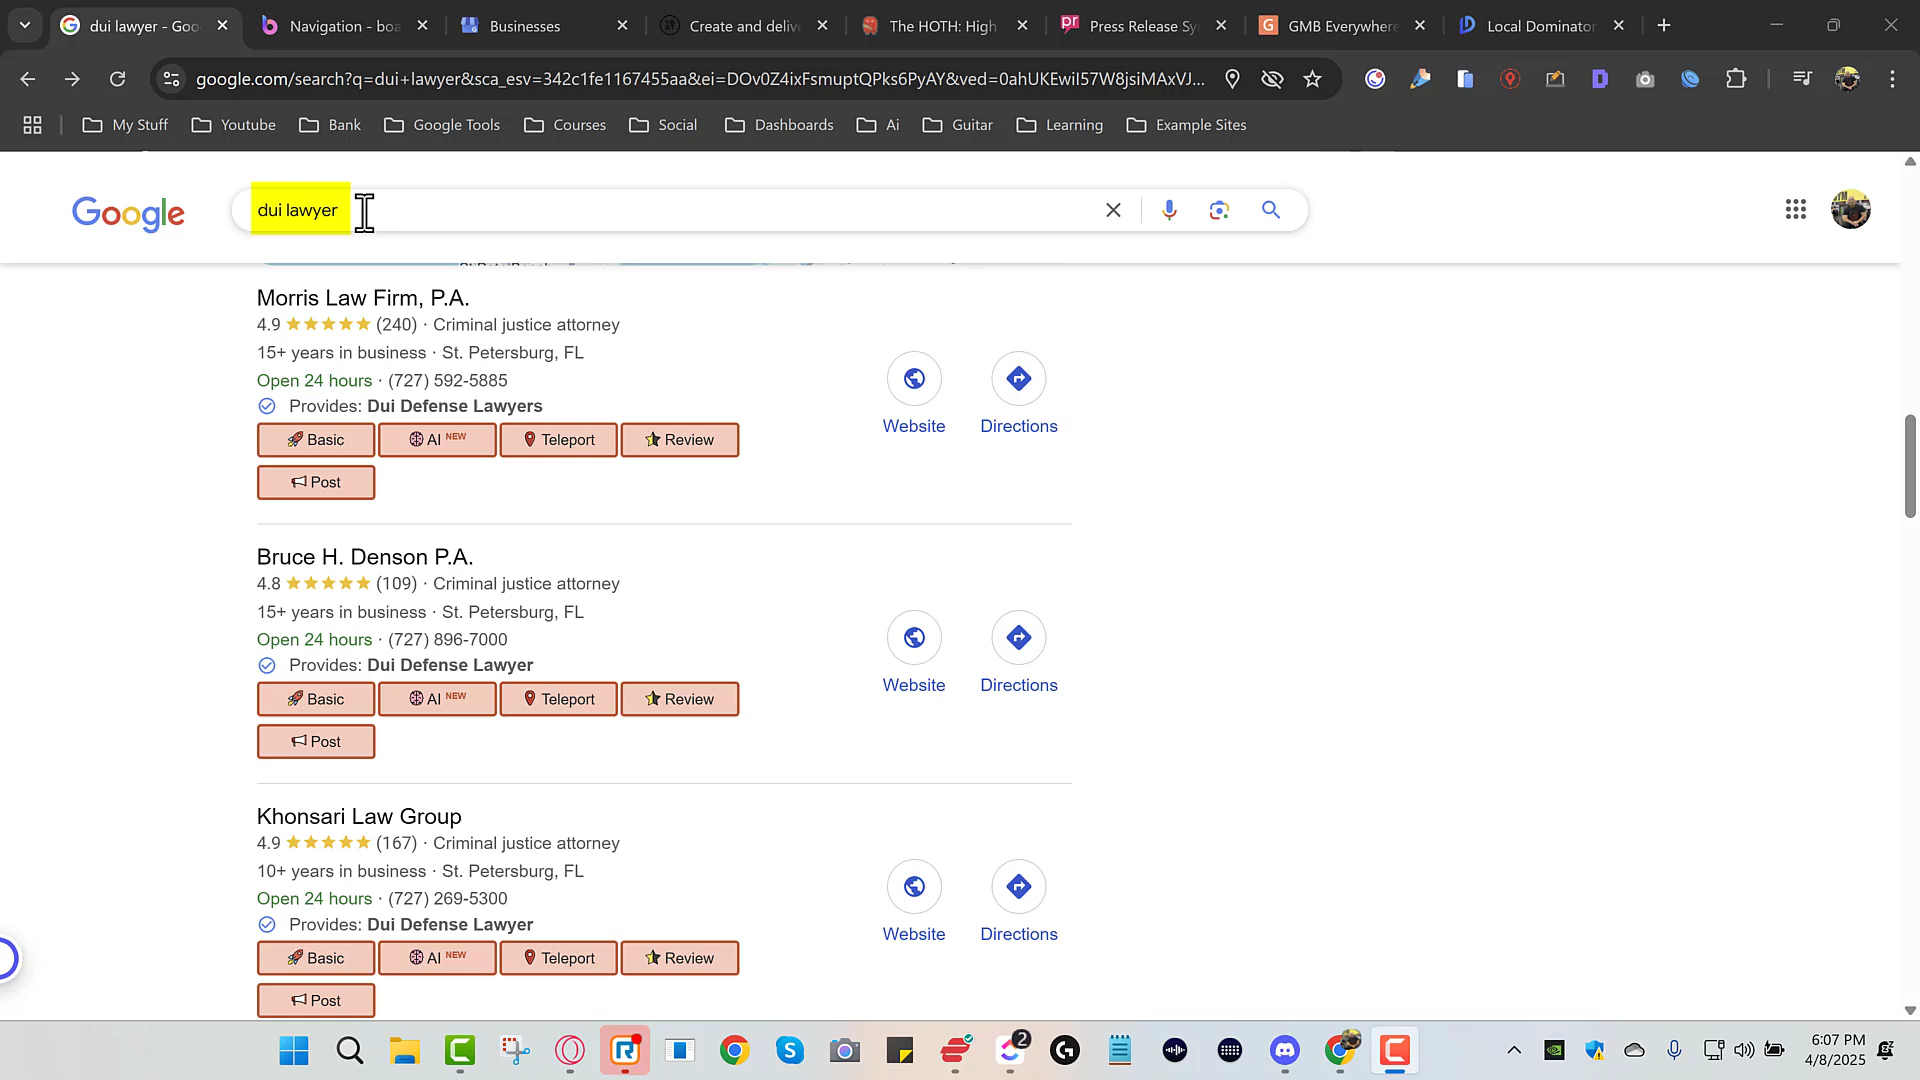 dui lawyer - Goo
Navigation - boa
Businesses
Create and delive
The HOTH: High
Press Release Sy
GMB Everywhere
Local Dominator
google.com/search?q=dui+lawyer&sca_esv=342c1fe1167455aa&ei=DOv0Z4ixFsmuptQPks6PyAY&ved=0ahUKEwiI57W8jsiMAxVJ...
My Stuff
Youtube
Bank
Google Tools
Courses
Social
Dashboards
Ai
Guitar
Learning
Example Sites
Google
dui lawyer
Morris Law Firm, P.A.
4.9 (240) · Criminal justice attorney
15+ years in business · St. Petersburg, FL
Open 24 hours · (727) 592-5885
Provides: Dui Defense Lawyers
Website
Directions
Basic
AI NEW
Teleport
Review
Post
Bruce H. Denson P.A.
4.8 (109) · Criminal justice attorney
15+ years in business · St. Petersburg, FL
Open 24 hours · (727) 896-7000
Provides: Dui Defense Lawyer
Website
Directions
Basic
AI NEW
Teleport
Review
Post
Khonsari Law Group
4.9 (167) · Criminal justice attorney
10+ years in business · St. Petersburg, FL
Open 24 hours · (727) 269-5300
Provides: Dui Defense Lawyer
Website
Directions
Basic
AI NEW
Teleport
Review
Post
2
6:07 PM
4/8/2025